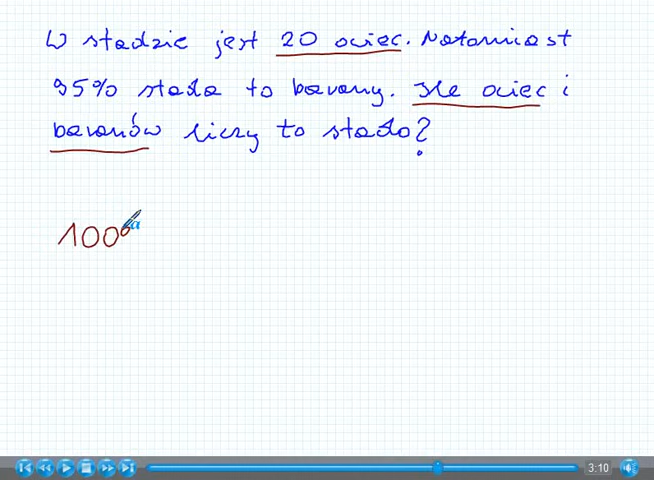 W stadzie jest 20 owiec. Natomiast
95% stada to barany. Ile owiec i
baranów liczy to stado?
100
3:10